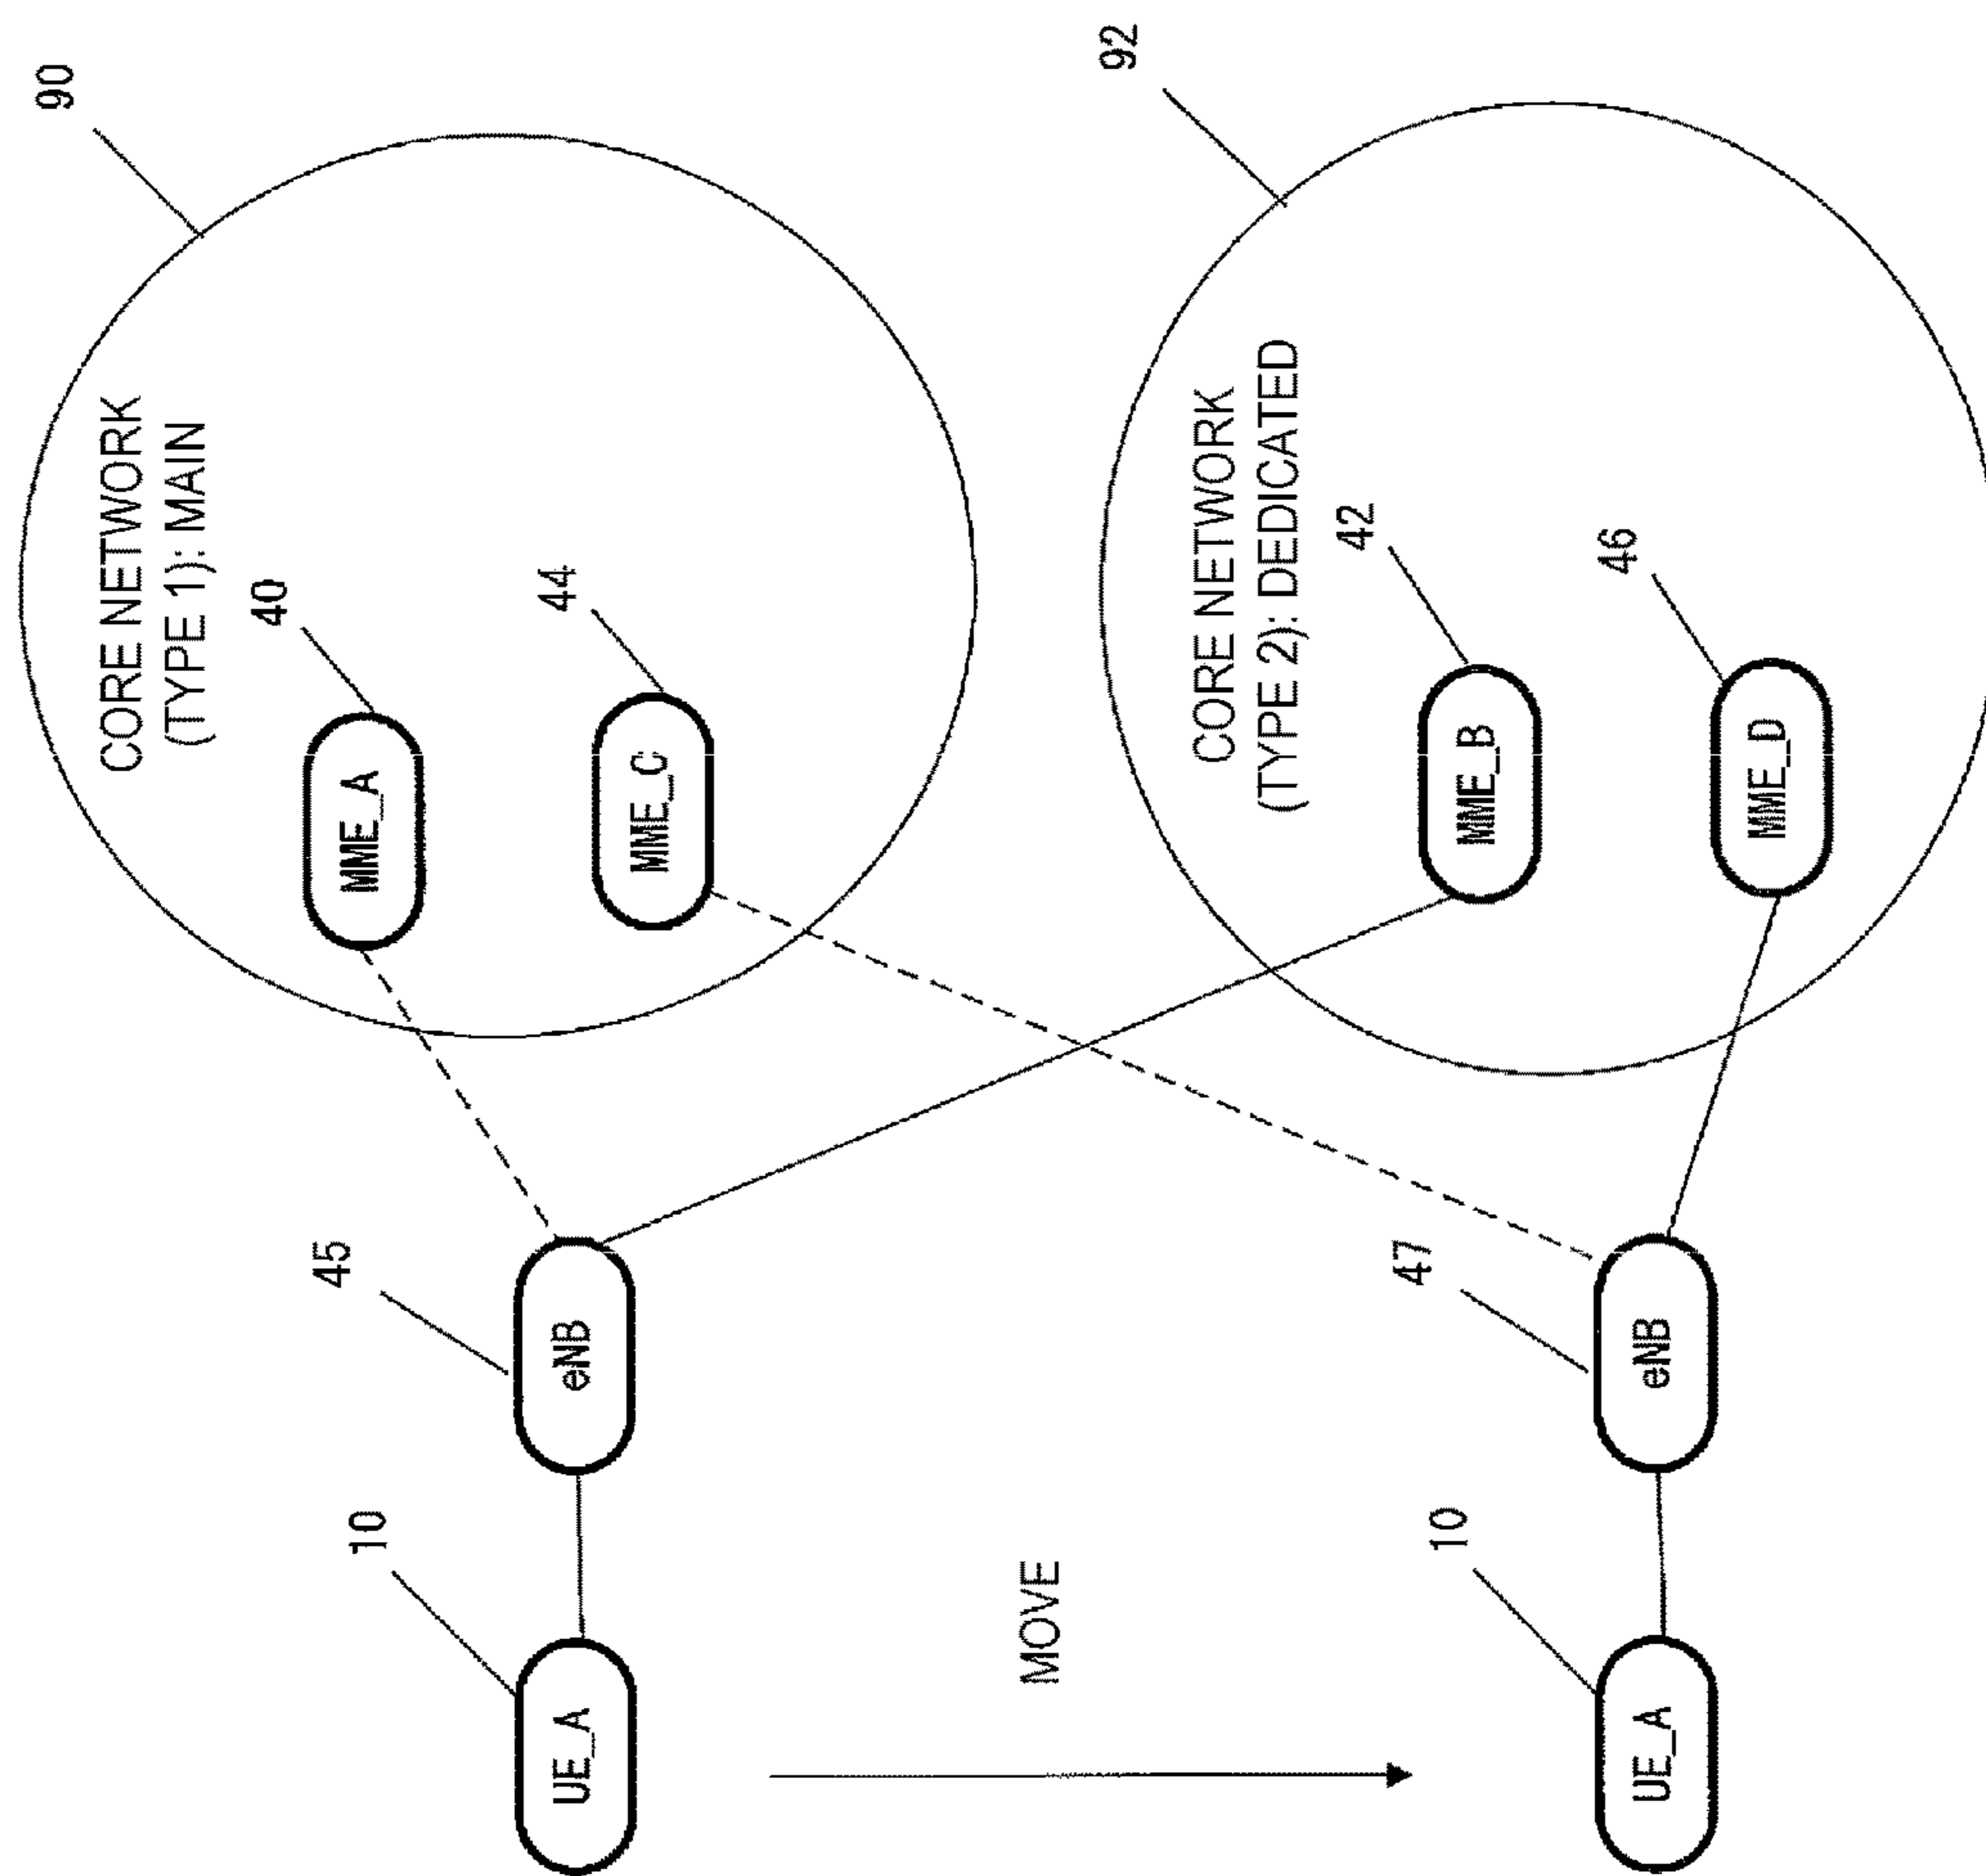 90
CORE NETWORK
(TYPE 1): MAIN
40
45
MME_A
10
44
UE_A
eNB
MME_C
MOVE
92
CORE NETWORK
(TYPE 2): DEDICATED
42
47
10
MME_B
46
UE_A
eNB
MME_D